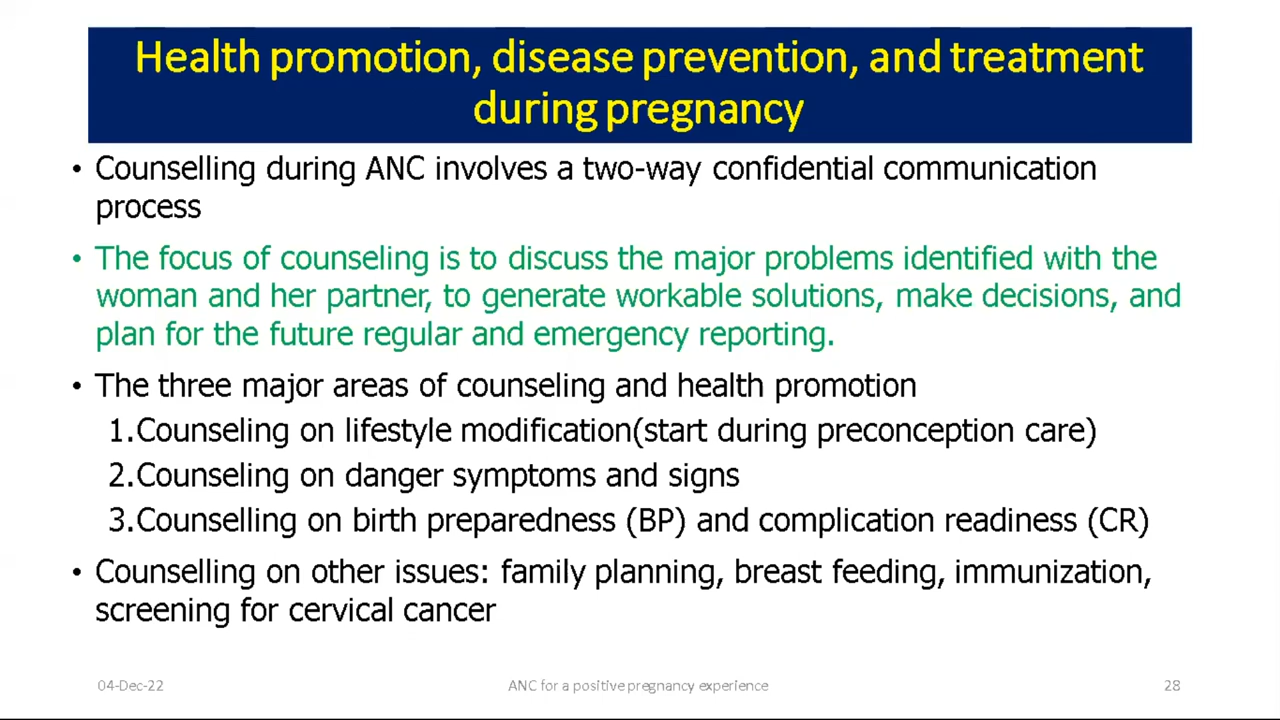 Health promotion, disease prevention, and treatment
during pregnancy
• Counselling during ANC involves a two-way confidential communication
process
• The focus of counseling is to discuss the major problems identified with the
woman and her partner, to generate workable solutions, make decisions, and
plan for the future regular and emergency reporting.
• The three major areas of counseling and health promotion
1.Counseling on lifestyle modification(start during preconception care)
2.Counseling on danger symptoms and signs
3.Counselling on birth preparedness (BP) and complication readiness (CR)
• Counselling on other issues: family planning, breast feeding, immunization,
screening for cervical cancer
04-Dec-22 ANC for a positive pregnancy experience 28